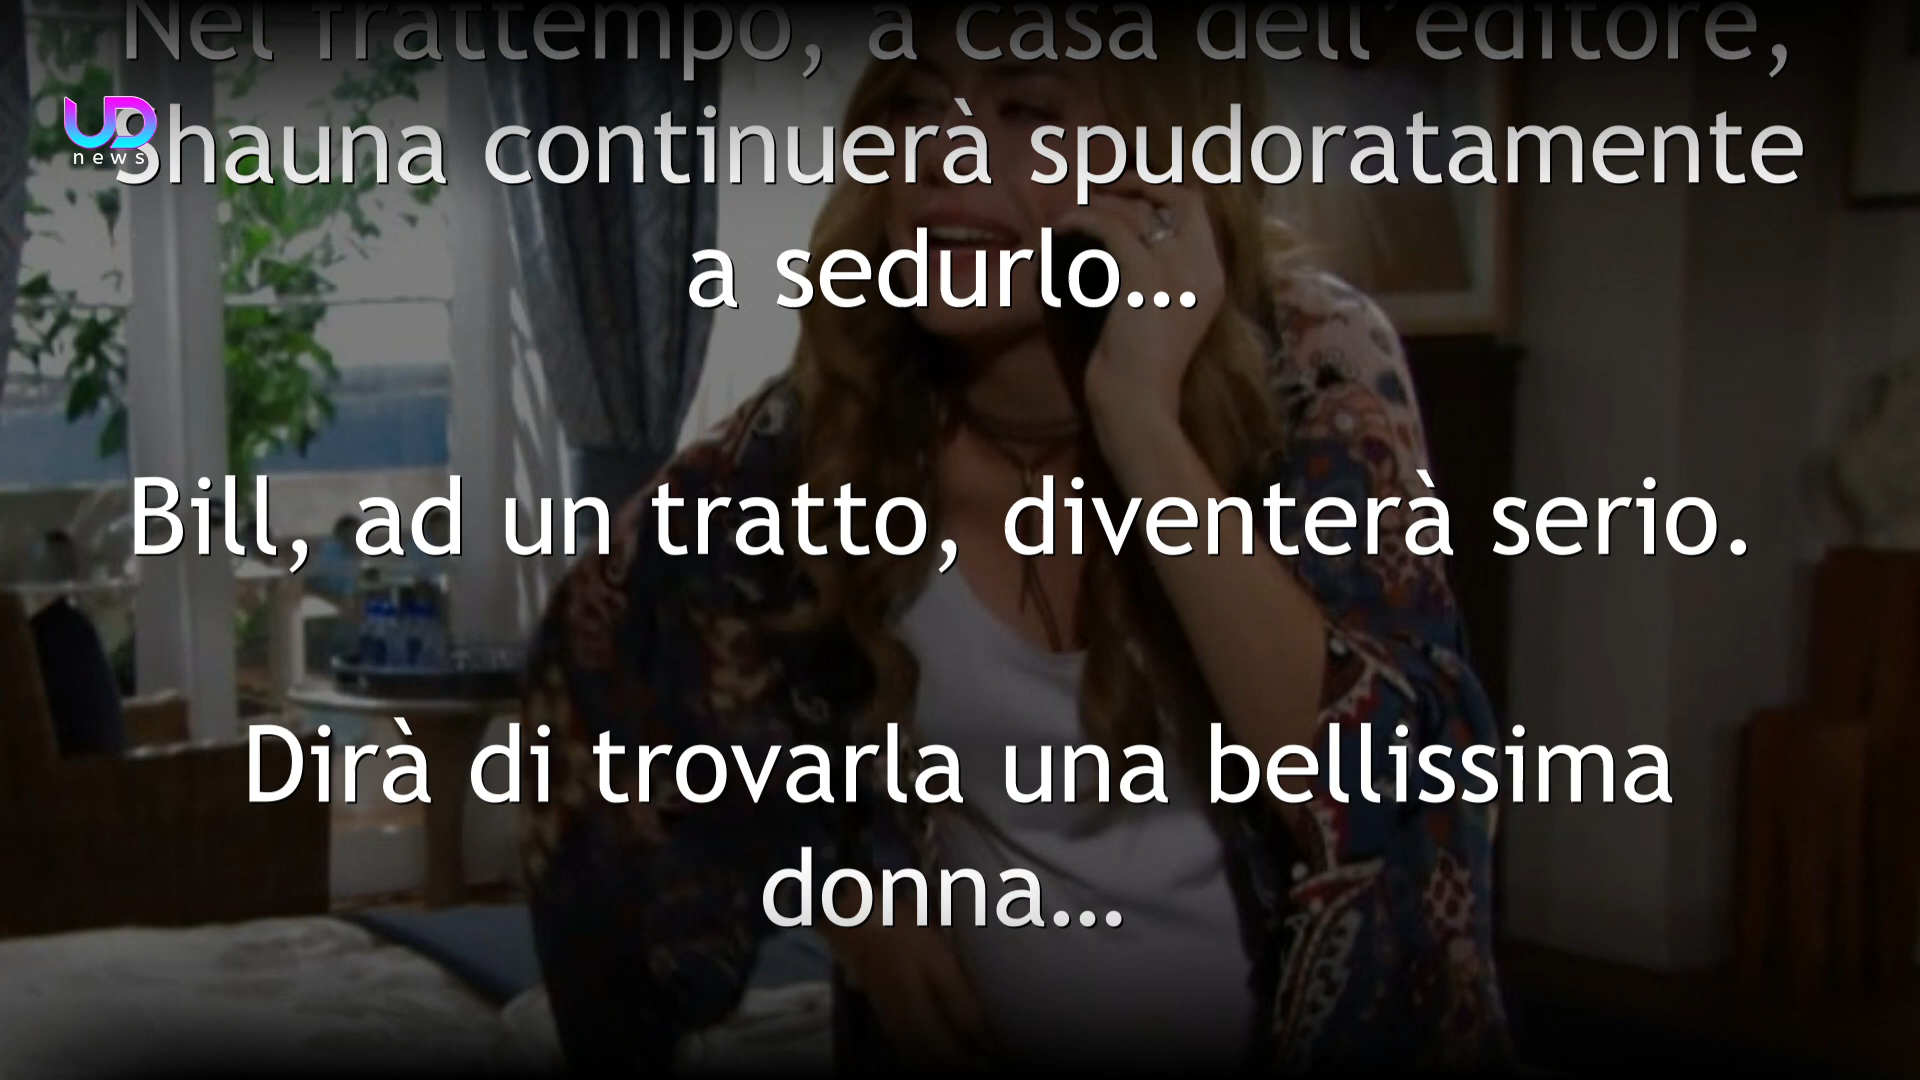 Nel frattempo, a casa dell'editore,
UD
news
Shauna continuerà spudoratamente
a sedurlo...
Bill, ad un tratto, diventerà serio.
Dirà di trovarla una bellissima
donna...